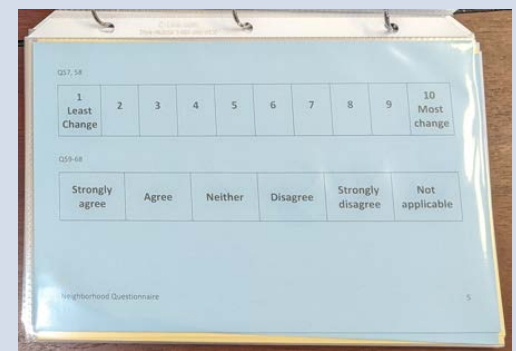 Q57, 58
1 Least Change 2 3 4 5 6 7 8 9 10 Most change
Q59-68
Strongly agree Agree Neither Disagree Strongly disagree Not applicable
Neighborhood Questionnaire 5